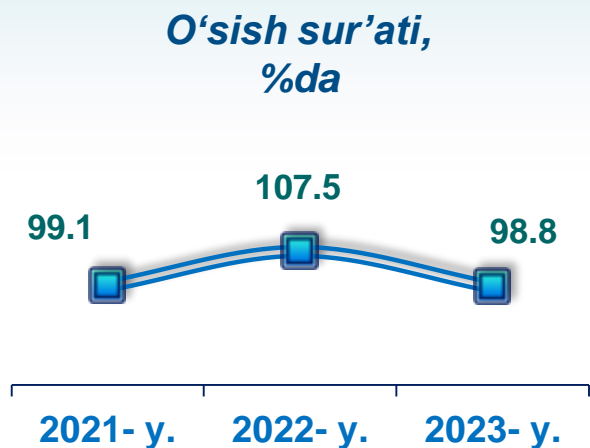 O‘sish sur’ati,
%da
107.5
99.1
98.8
2021- y.
2022- y.
2023- y.